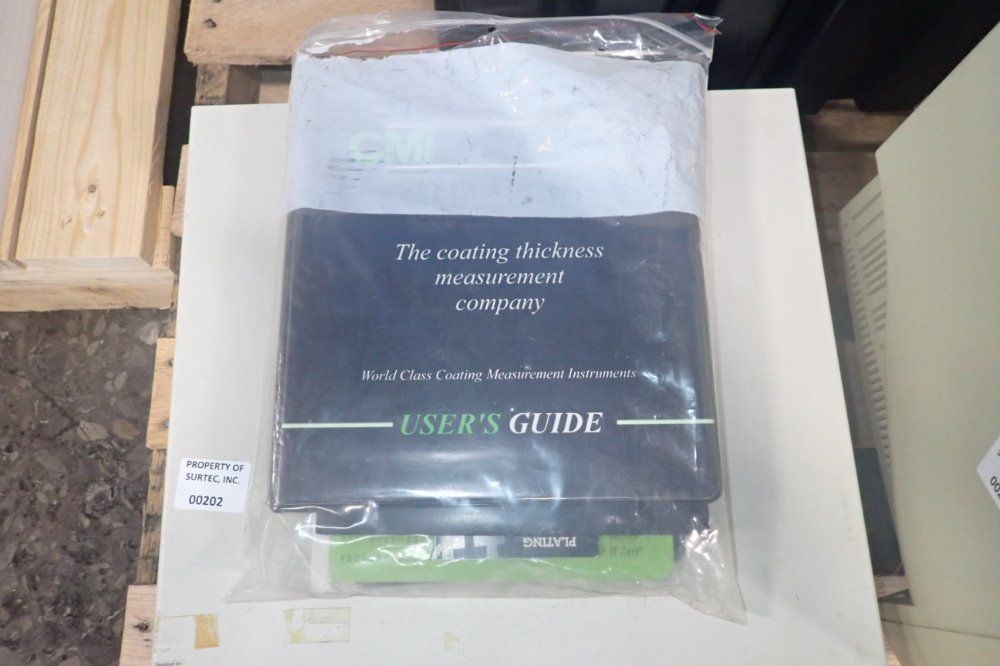 CMI
The coating thickness
measurement
company
World Class Coating Measurement Instruments
USER'S GUIDE
PROPERTY OF
SURTEC, INC.
00202
PLATING